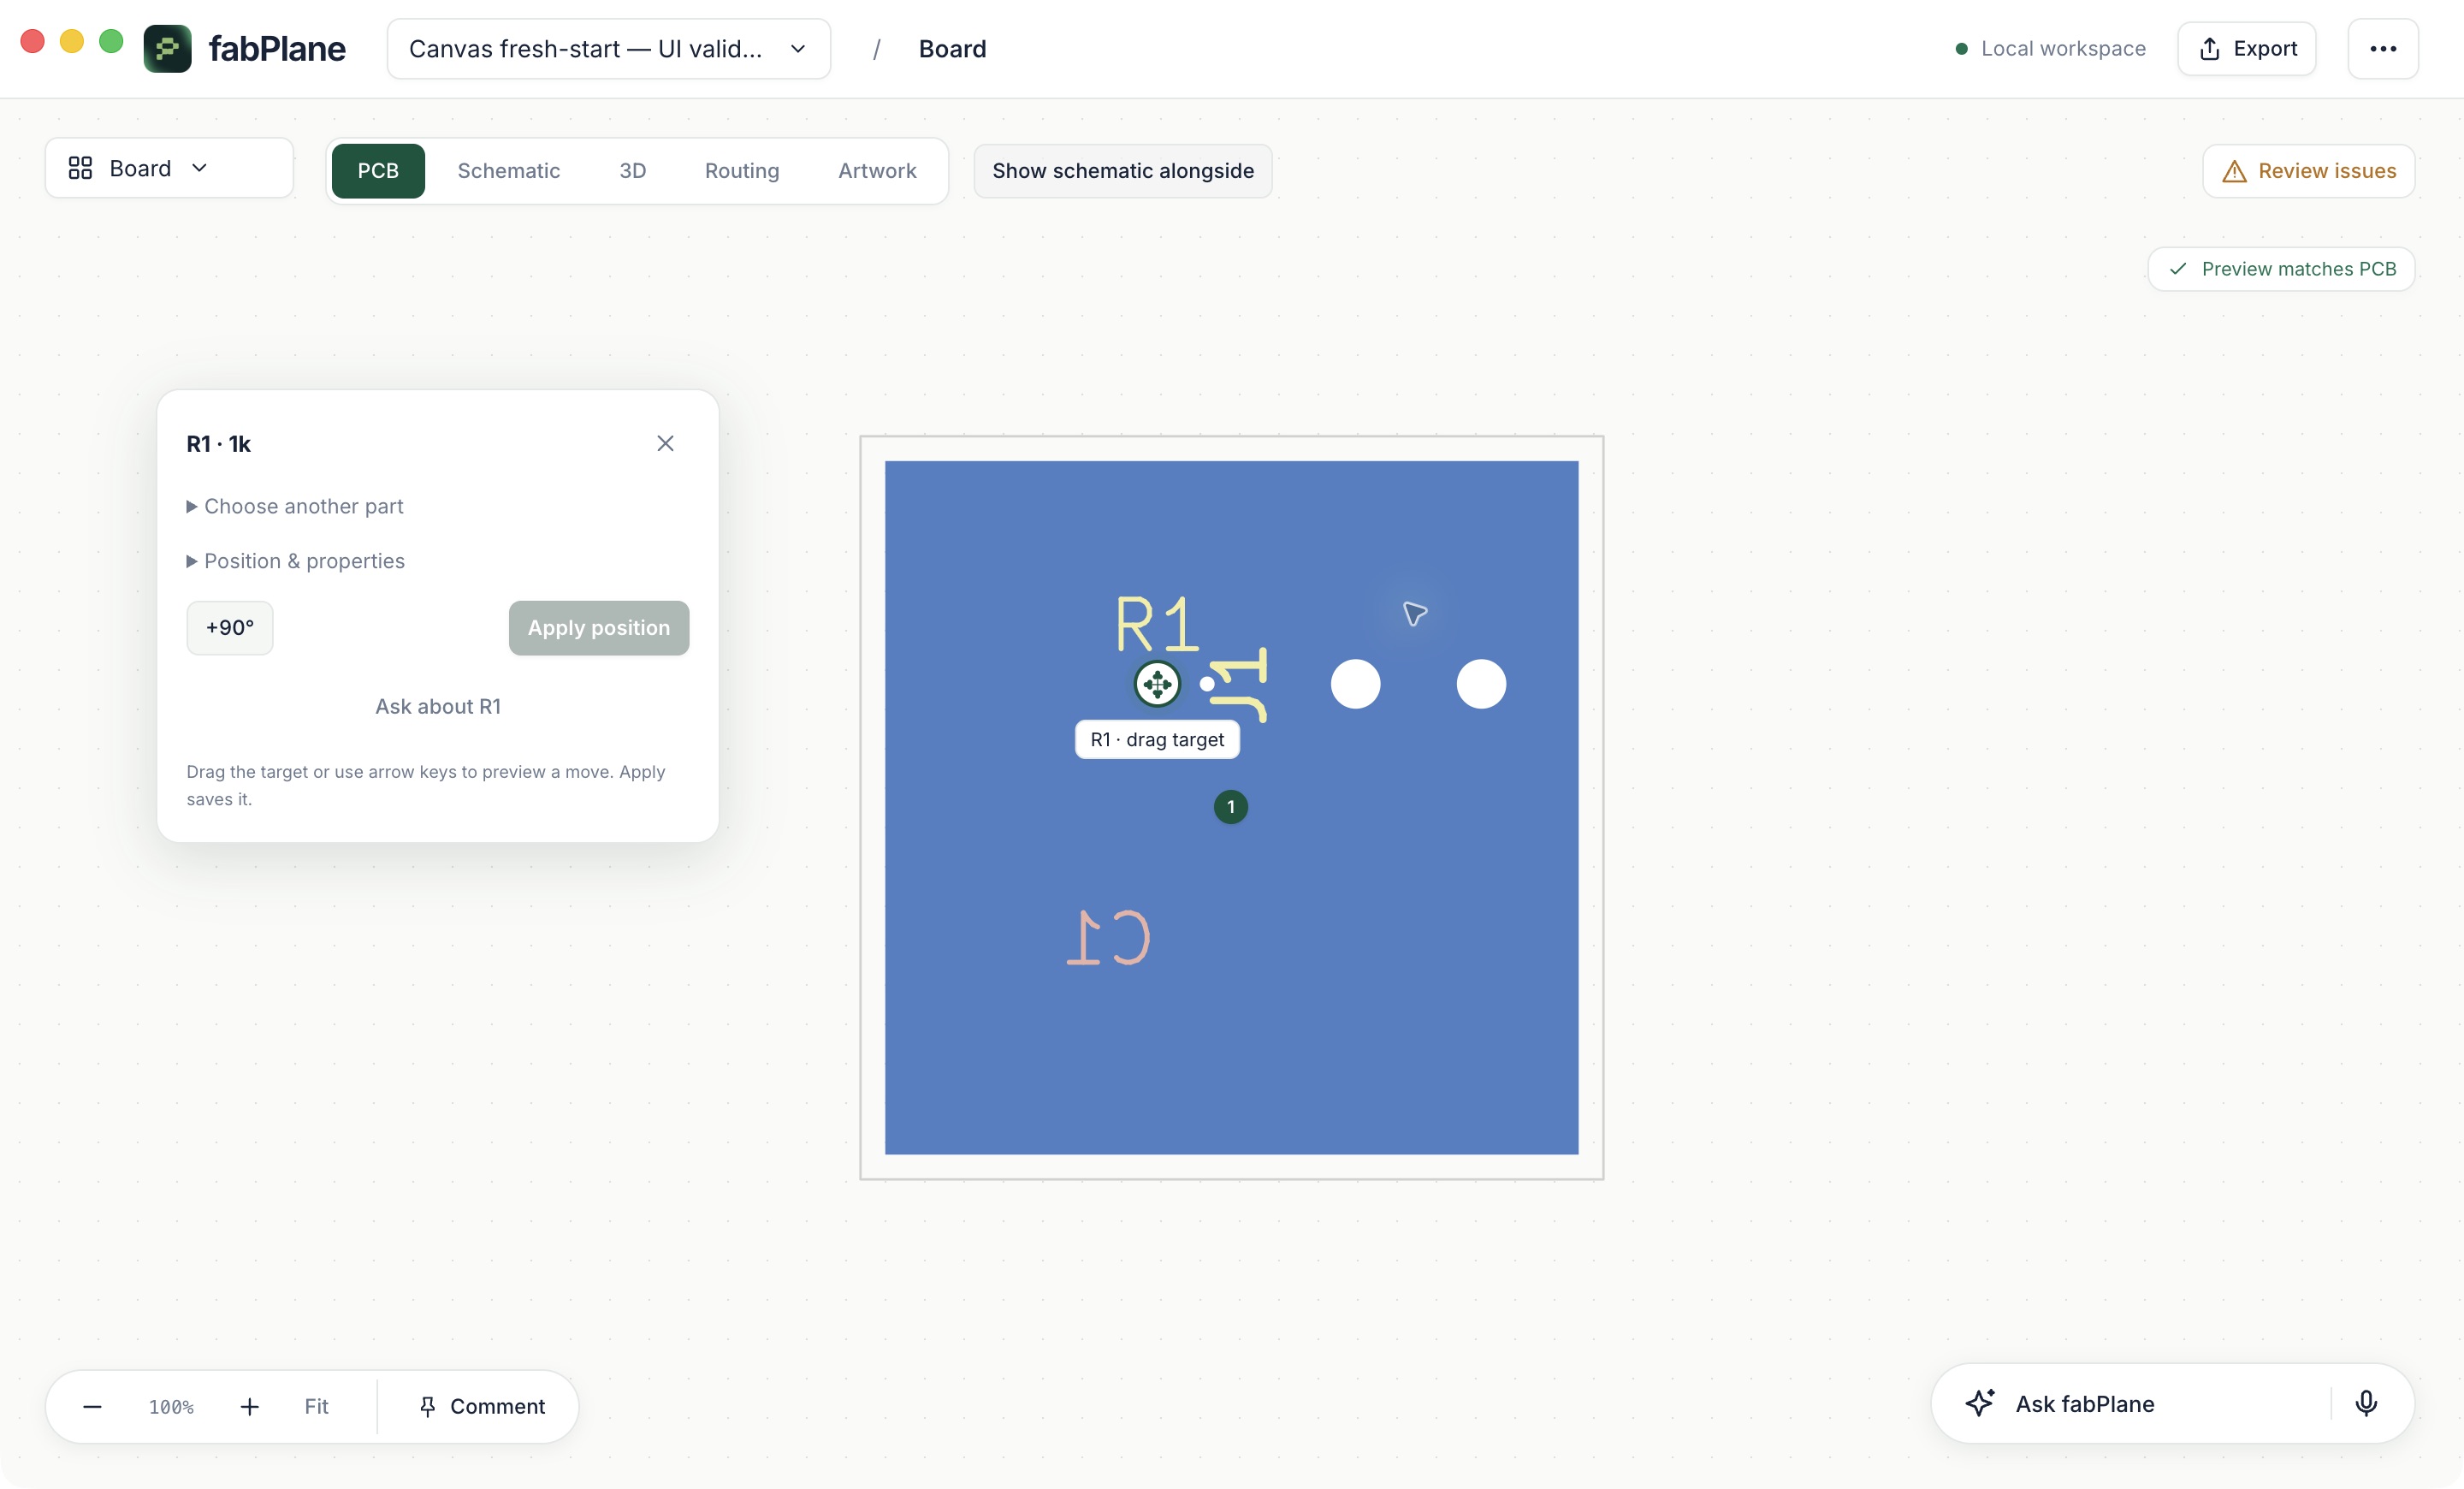 fabPlane
Canvas fresh-start — UI valid...
/
Board
Local workspace
Export
Board
PCB
Schematic
3D
Routing
Artwork
Show schematic alongside
Review issues
Preview matches PCB
R1 · 1k
Choose another part
Position & properties
+90°
Apply position
Ask about R1
Drag the target or use arrow keys to preview a move. Apply
saves it.
R1
J1
R1 · drag target
1
C1
100%
Fit
Comment
Ask fabPlane